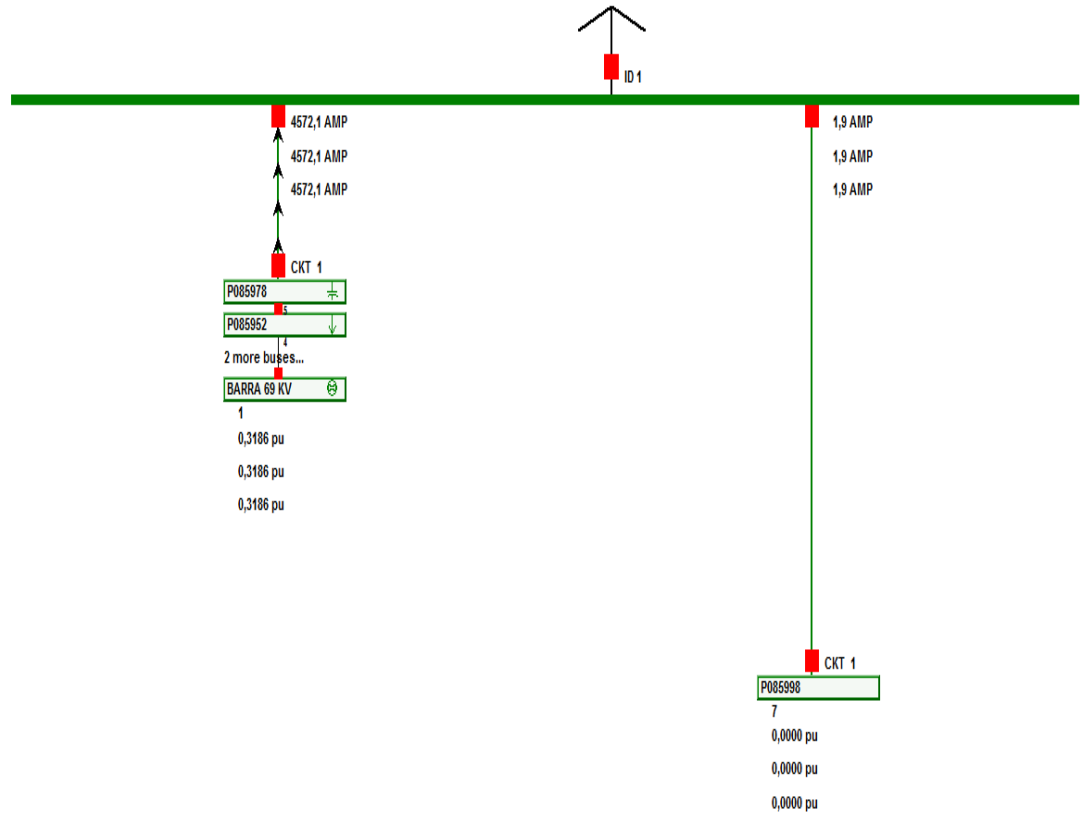 ID 1
4572,1 AMP
4572,1 AMP
4572,1 AMP
CKT 1
P085978
5
P085952
4
2 more buses...
BARRA 69 KV
1
0,3186 pu
0,3186 pu
0,3186 pu
1,9 AMP
1,9 AMP
1,9 AMP
CKT 1
P085998
7
0,0000 pu
0,0000 pu
0,0000 pu